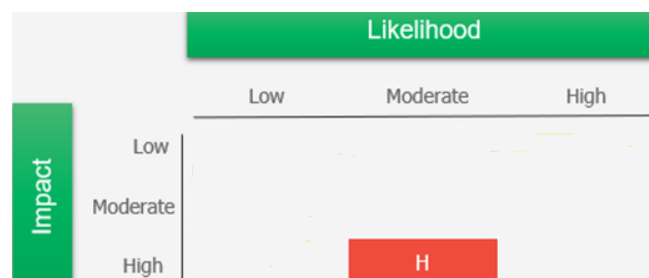 Likelihood
Low Moderate High
Impact
Low
Moderate
High H